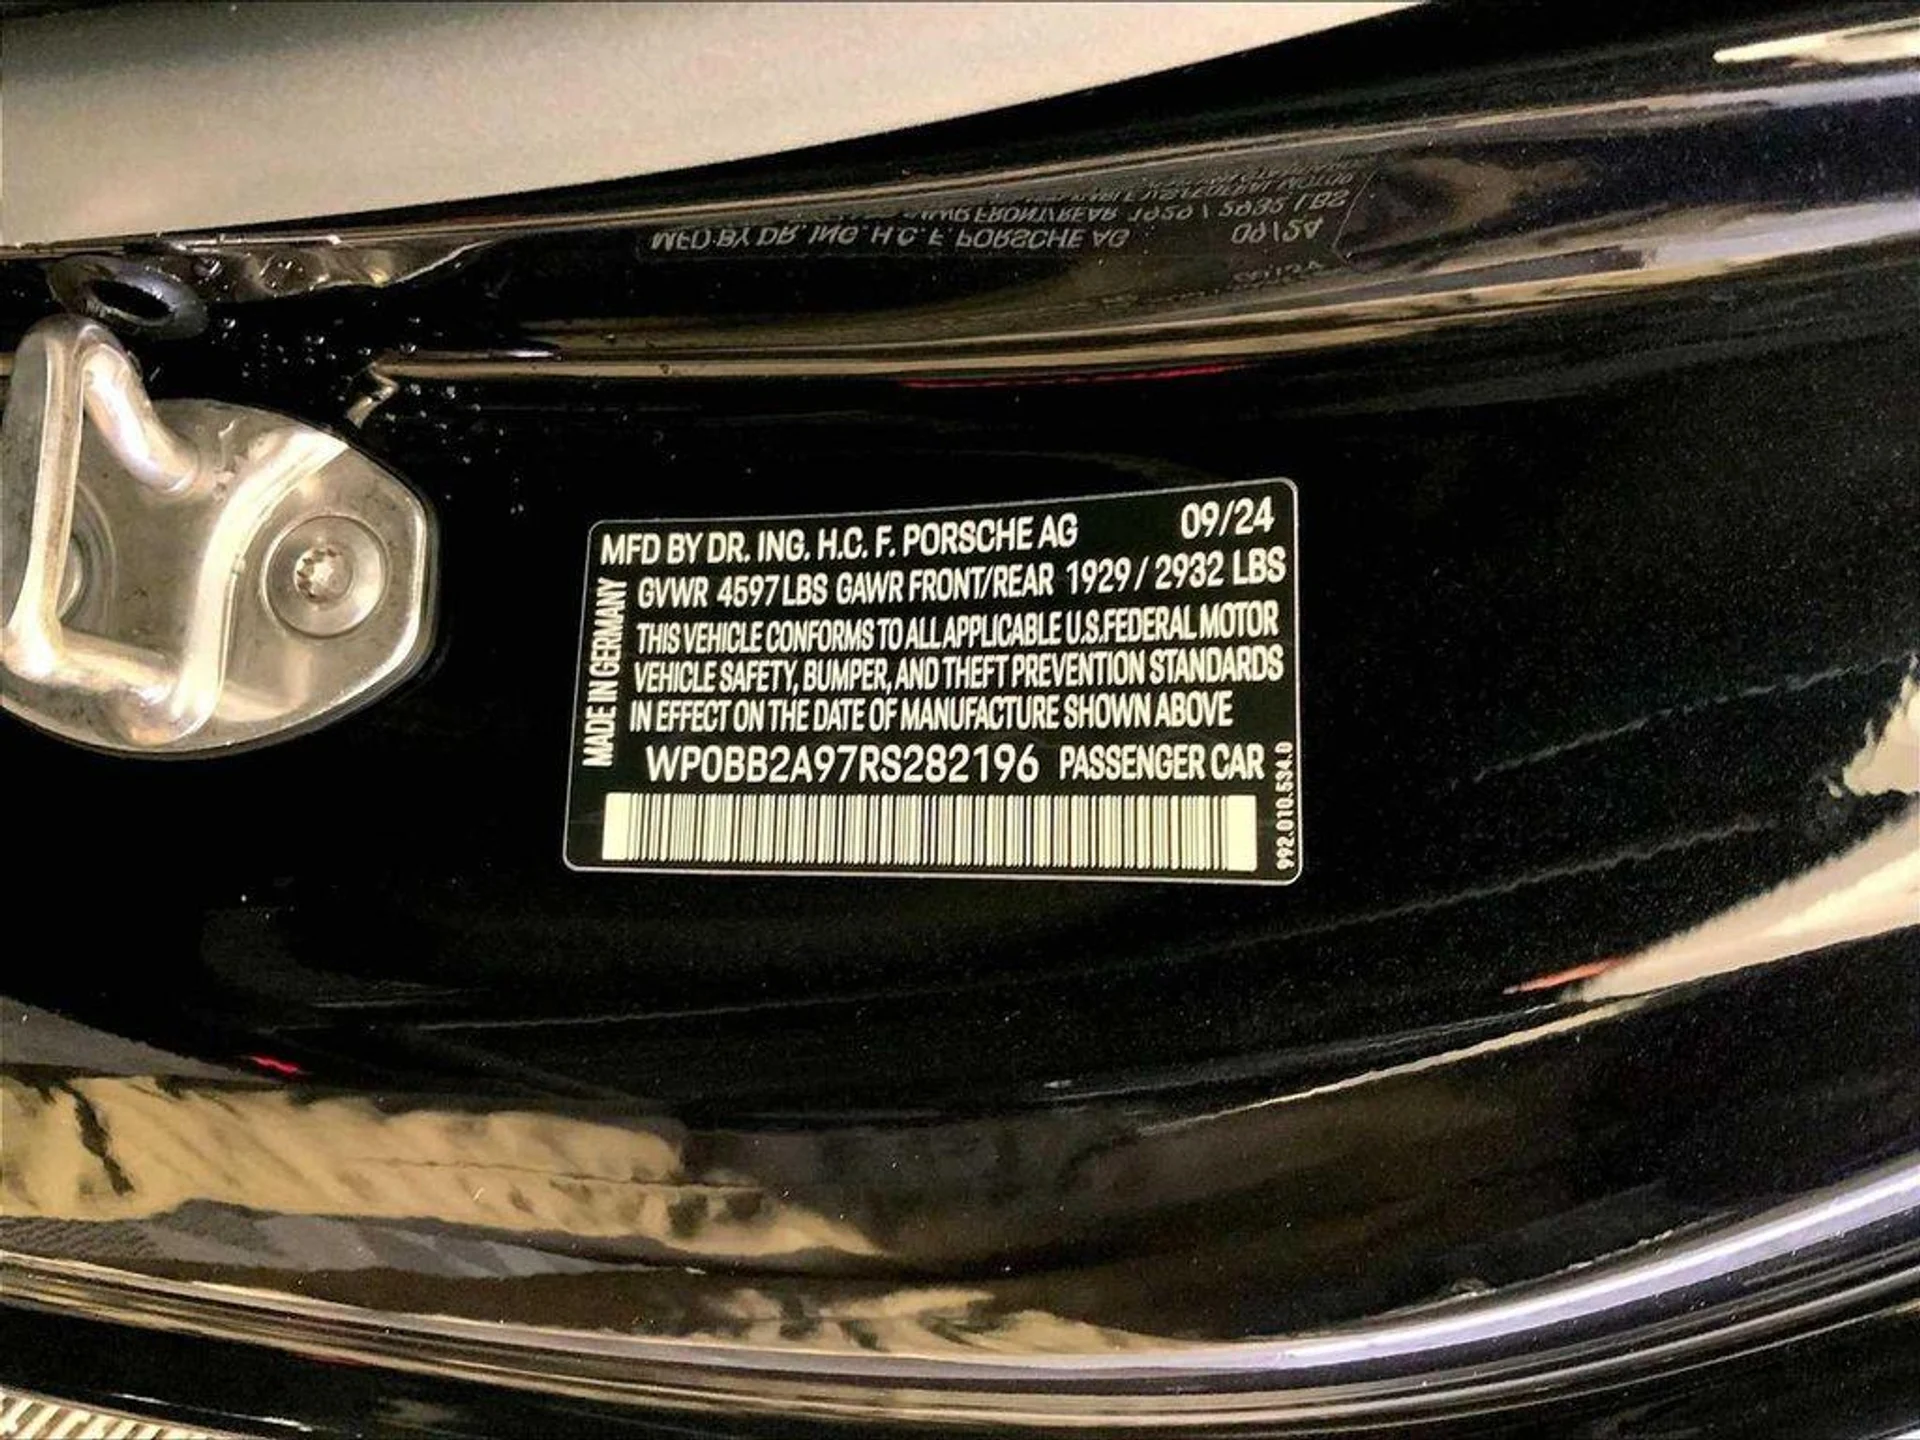 MFD BY DR. ING. H.C. F. PORSCHE AG 09/24
GVWR 4597 LBS GAWR FRONT/REAR 1929 / 2932 LBS
THIS VEHICLE CONFORMS TO ALL APPLICABLE U.S.FEDERAL MOTOR
VEHICLE SAFETY, BUMPER, AND THEFT PREVENTION STANDARDS
IN EFFECT ON THE DATE OF MANUFACTURE SHOWN ABOVE
WP0BB2A97RS282196 PASSENGER CAR
MADE IN GERMANY
992.010.534.0